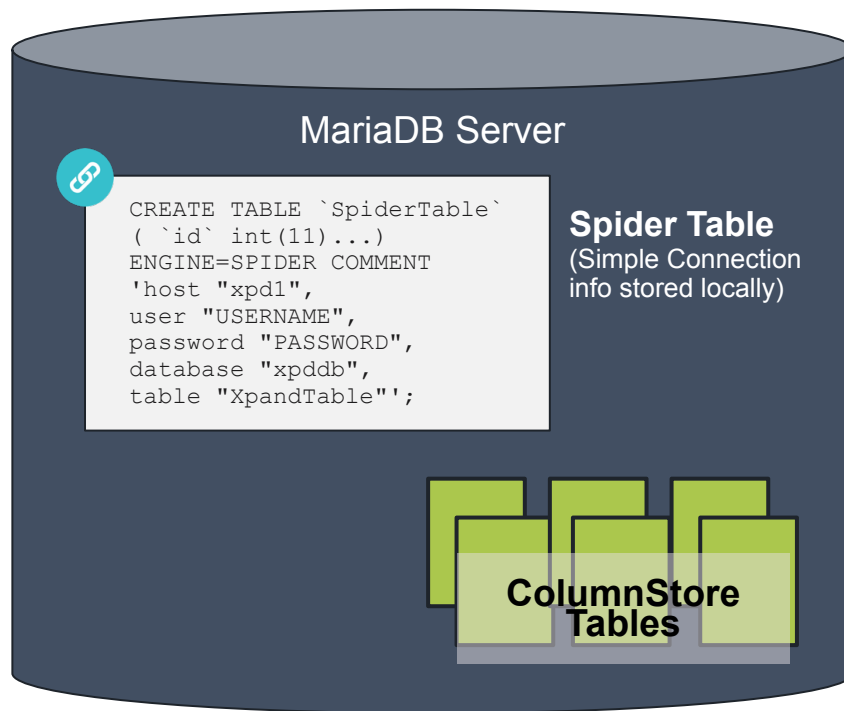 MariaDB Server
CREATE TABLE `SpiderTable`
( `id` int(11)...)
ENGINE=SPIDER COMMENT
'host "xpd1",
user "USERNAME",
password "PASSWORD",
database "xpddb",
table "XpandTable"';
Spider Table
(Simple Connection
info stored locally)
ColumnStore
Tables